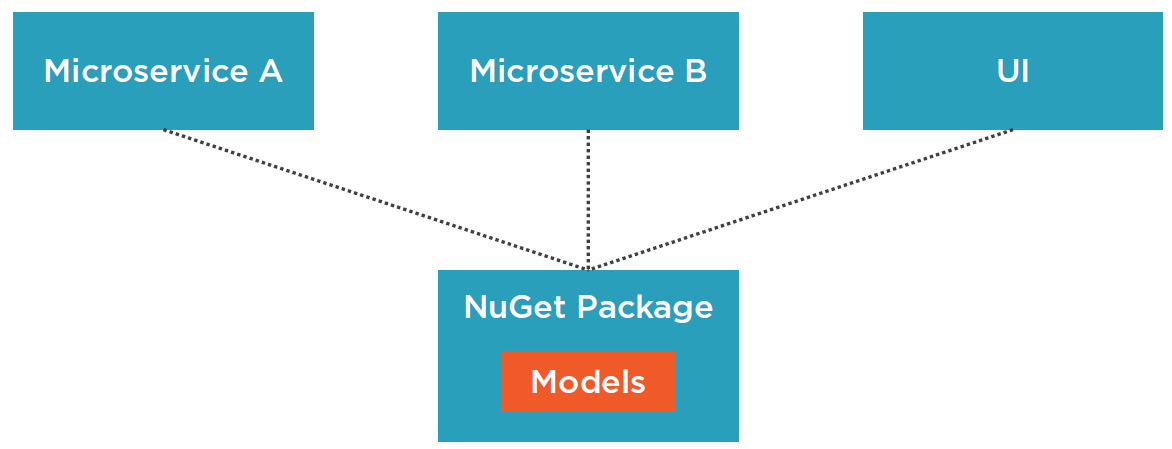 Microservice A
Microservice B
UI
NuGet Package
Models